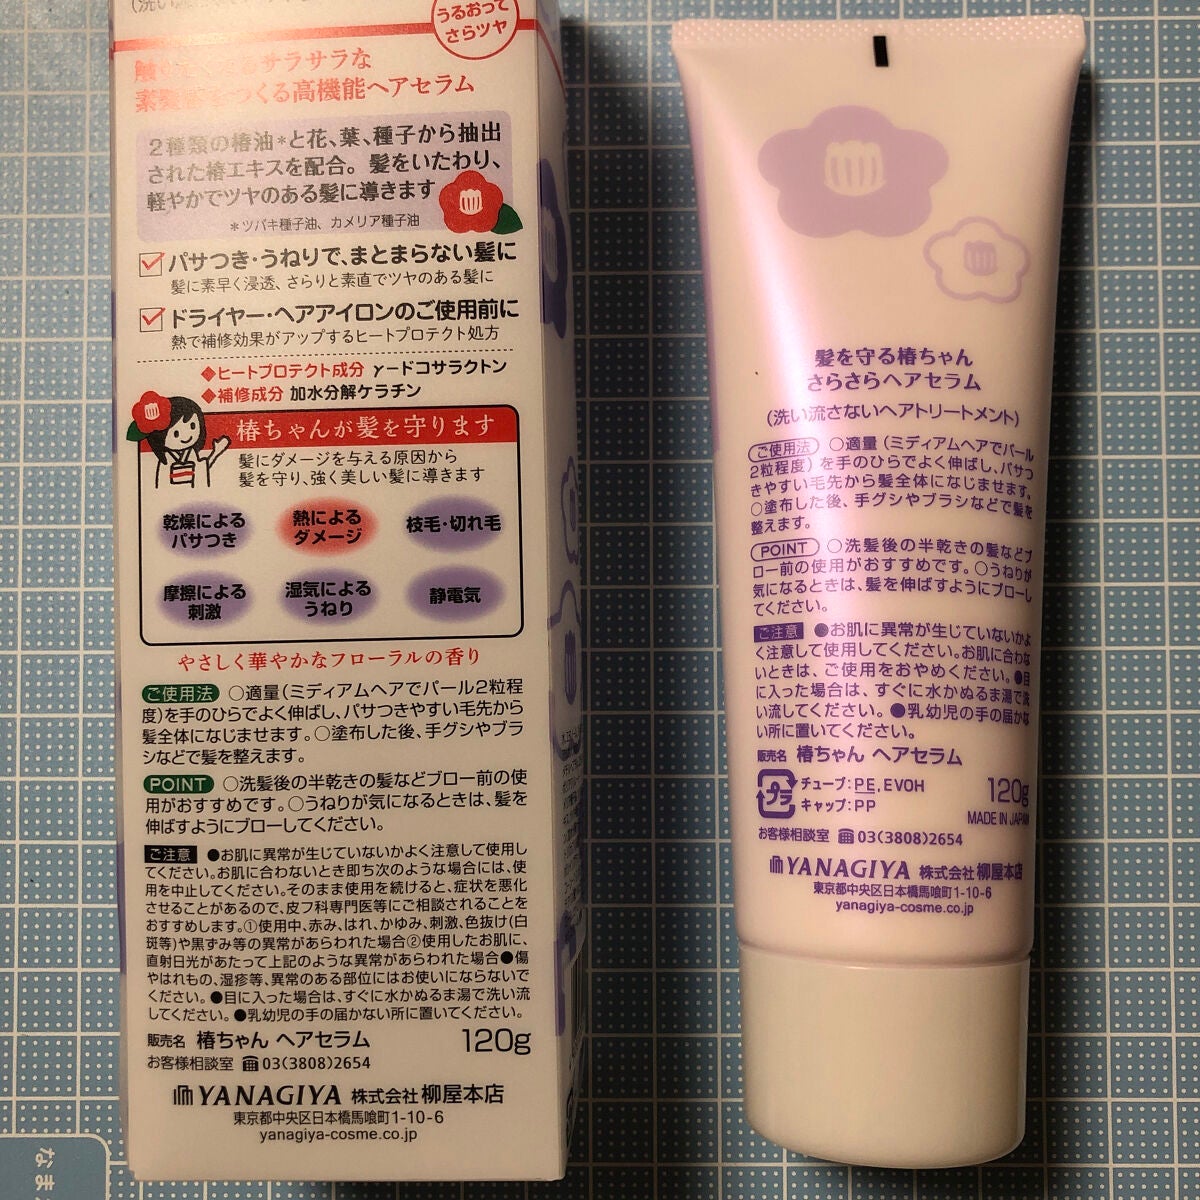 うるおって
さらツヤ
サラサラな
つくる高機能ヘアセラム
2種類の椿油*と花、葉、種子から抽出
された椿エキスを配合。髪をいたわり、
軽やかでツヤのある髪に導きます
*ツバキ種子油、カメリア種子油
パサつき・うねりで、まとまらない髪に
髪に素早く浸透、さらりと素直でツヤのある髪に
ドライヤー・ヘアアイロンのご使用前に
熱で補修効果がアップするヒートプロテクト処方
◆ヒートプロテクト成分 γードコサラクトン
◆補修成分 加水分解ケラチン
椿ちゃんが髪を守ります
髪にダメージを与える原因から
髪を守り、強く美しい髪に導きます
乾燥による
パサつき
熱による
ダメージ
枝毛・切れ毛
摩擦による
刺激
湿気による
うねり
静電気
やさしく華やかなフローラルの香り
ご使用法 ○適量(ミディアムヘアでパール2粒程
度)を手のひらでよく伸ばし、パサつきやすい毛先から
髪全体になじませます。○塗布した後、手グシやブラ
シなどで髪を整えます。
POINT ○洗髪後の半乾きの髪などブロー前の使
用がおすすめです。○うねりが気になるときは、髪を
伸ばすようにブローしてください。
ご注意 ●お肌に異常が生じていないかよく注意して使用し
てください。お肌に合わないとき即ち次のような場合には、使
用を中止してください。そのまま使用を続けると、症状を悪化
させることがあるので、皮フ科専門医等にご相談されることを
おすすめします。①使用中、赤み、はれ、かゆみ、刺激、色抜け(白
斑等)や黒ずみ等の異常があらわれた場合②使用したお肌に、
直射日光があたって上記のような異常があらわれた場合●傷
やはれもの、湿疹等、異常のある部位にはお使いにならないで
ください。●目に入った場合は、すぐに水かぬるま湯で洗い流
してください。●乳幼児の手の届かない所に置いてください。
販売名 椿ちゃん ヘアセラム 120g
お客様相談室 ☎03(3808)2654
YANAGIYA 株式会社柳屋本店
東京都中央区日本橋馬喰町1-10-6
yanagiya-cosme.co.jp
なま
髪を守る椿ちゃん
さらさらヘアセラム
(洗い流さないヘアトリートメント)
ご使用法 ○適量(ミディアムヘアでパール
2粒程度)を手のひらでよく伸ばし、パサつ
きやすい毛先から髪全体になじませます。
○塗布した後、手グシやブラシなどで髪を
整えます。
POINT ○洗髪後の半乾きの髪などブ
ロー前の使用がおすすめです。○うねりが
気になるときは、髪を伸ばすようにブローし
てください。
ご注意 ●お肌に異常が生じていないかよ
く注意して使用してください。お肌に合わな
いときは、ご使用をおやめください。●目
に入った場合は、すぐに水かぬるま湯で洗
い流してください。●乳幼児の手の届かな
い所に置いてください。
販売名 椿ちゃん ヘアセラム
プラ チューブ:PE,EVOH
キャップ:PP
120g
MADE IN JAPAN
お客様相談室 ☎03(3808)2654
YANAGIYA 株式会社柳屋本店
東京都中央区日本橋馬喰町1-10-6
yanagiya-cosme.co.jp